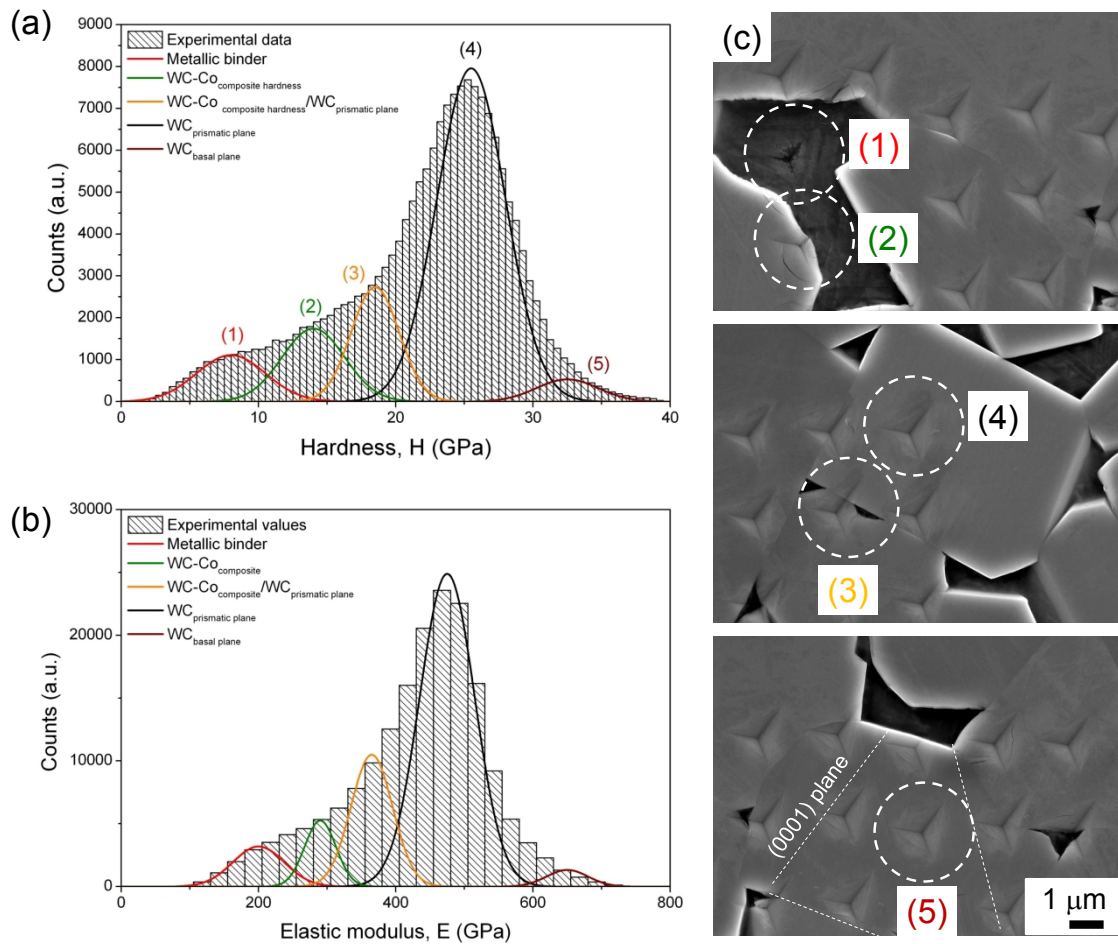 (a)
9000
8000
7000
6000
5000
4000
3000
2000
1000
0
Counts (a.u.)
Experimental data
Metallic binder
WC-Co composite hardness
WC-Co composite hardness/WC prismatic plane
WC prismatic plane
WC basal plane
(1)
(2)
(3)
(4)
(5)
0 10 20 30 40
Hardness, H (GPa)
(b)
30000
20000
10000
0
Counts (a.u.)
Experimental values
Metallic binder
WC-Co composite
WC-Co composite/WC prismatic plane
WC prismatic plane
WC basal plane
0 200 400 600 800
Elastic modulus, E (GPa)
(c)
(1)
(2)
(4)
(3)
(0001) plane
(5)
1 μm